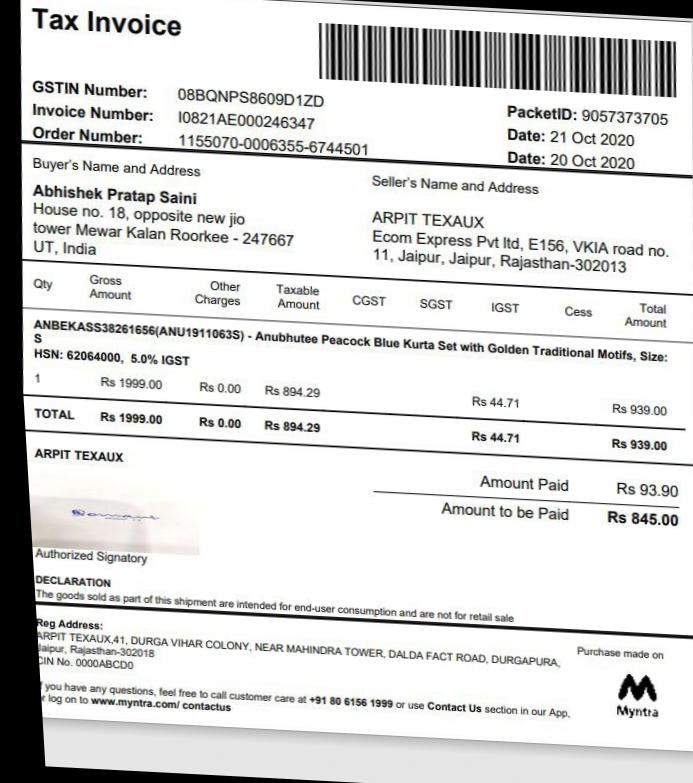 Tax Invoice
GSTIN Number: 08BQNPS8609D1ZD
Invoice Number: I0821AE000246347
Order Number: 1155070-0006355-6744501
PacketID: 9057373705
Date: 21 Oct 2020
Date: 20 Oct 2020
Buyer's Name and Address
Abhishek Pratap Saini
House no. 18, opposite new jio
tower Mewar Kalan Roorkee - 247667
UT, India
Seller's Name and Address
ARPIT TEXAUX
Ecom Express Pvt ltd, E156, VKIA road no.
11, Jaipur, Jaipur, Rajasthan-302013
Qty Gross Amount Other Charges Taxable Amount CGST SGST IGST Cess Total Amount
ANBEKASS38261656(ANU1911063S) - Anubhutee Peacock Blue Kurta Set with Golden Traditional Motifs, Size:
S
HSN: 62064000, 5.0% IGST
1 Rs 1999.00 Rs 0.00 Rs 894.29 Rs 44.71 Rs 939.00
TOTAL Rs 1999.00 Rs 0.00 Rs 894.29 Rs 44.71 Rs 939.00
ARPIT TEXAUX
Amount Paid Rs 93.90
Amount to be Paid Rs 845.00
Authorized Signatory
DECLARATION
The goods sold as part of this shipment are intended for end-user consumption and are not for retail sale
Reg Address:
ARPIT TEXAUX,41, DURGA VIHAR COLONY, NEAR MAHINDRA TOWER, DALDA FACT ROAD, DURGAPURA,
Jaipur, Rajasthan-302018
CIN No. 0000ABCD0
Purchase made on
Myntra
f you have any questions, feel free to call customer care at +91 80 6156 1999 or use Contact Us section in our App,
r log on to www.myntra.com/ contactus